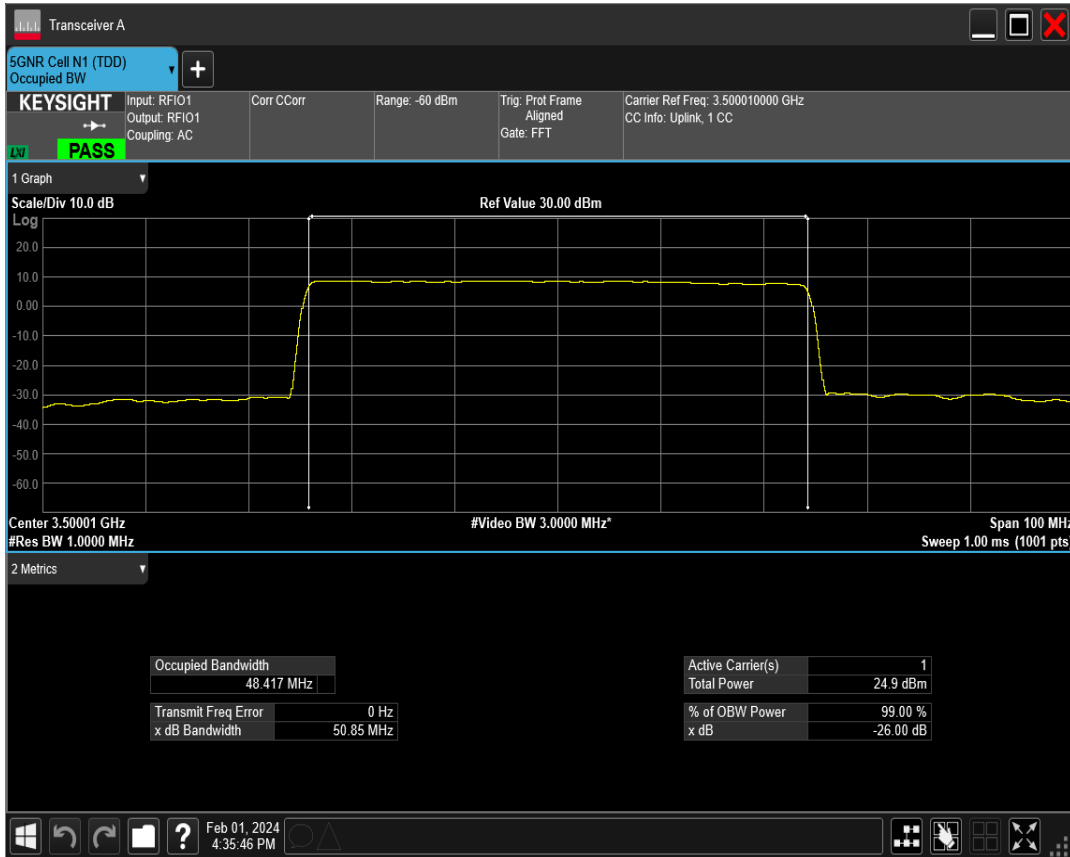 Transceiver A
5GNR Cell N1 (TDD)
Occupied BW
+
KEYSIGHT
LXI
PASS
Input: RFIO1
Output: RFIO1
Coupling: AC
Corr CCorr
Range: -60 dBm
Trig: Prot Frame
Aligned
Gate: FFT
Carrier Ref Freq: 3.500010000 GHz
CC Info: Uplink, 1 CC
1 Graph
Scale/Div 10.0 dB
Ref Value 30.00 dBm
Log
20.0
10.0
0.00
-10.0
-20.0
-30.0
-40.0
-50.0
-60.0
Center 3.50001 GHz
#Video BW 3.0000 MHz*
Span 100 MHz
#Res BW 1.0000 MHz
Sweep 1.00 ms (1001 pts)
2 Metrics
Occupied Bandwidth
48.417 MHz
Transmit Freq Error 0 Hz
x dB Bandwidth 50.85 MHz
Active Carrier(s) 1
Total Power 24.9 dBm
% of OBW Power 99.00 %
x dB -26.00 dB
?
Feb 01, 2024
4:35:46 PM